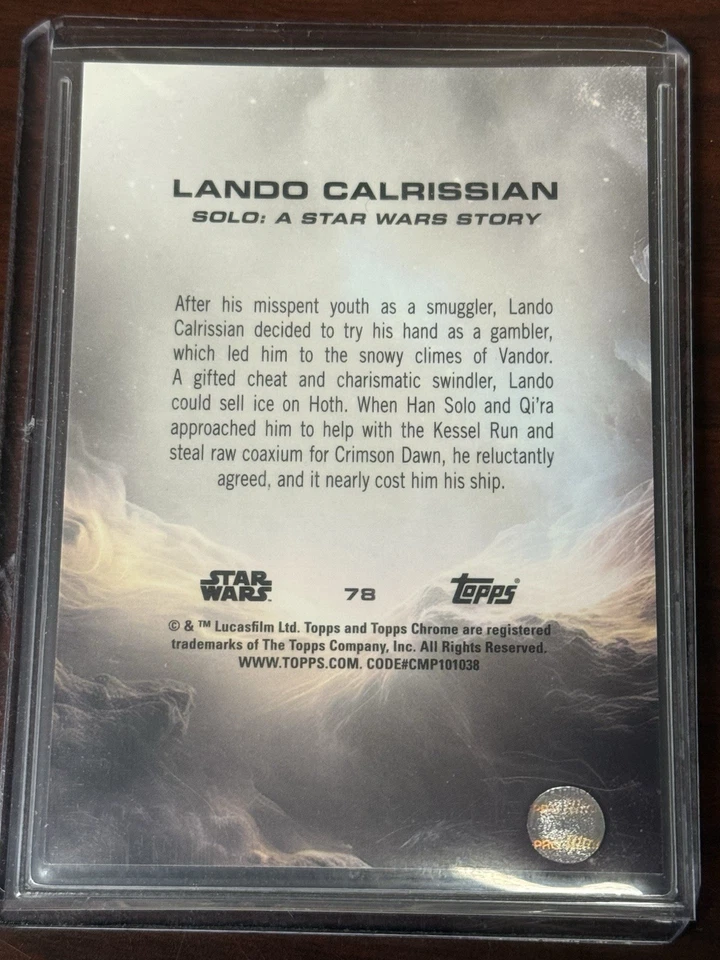 LANDO CALRISSIAN
SOLO: A STAR WARS STORY
After his misspent youth as a smuggler, Lando
Calrissian decided to try his hand as a gambler,
which led him to the snowy climes of Vandor.
A gifted cheat and charismatic swindler, Lando
could sell ice on Hoth. When Han Solo and Qi'ra
approached him to help with the Kessel Run and
steal raw coaxium for Crimson Dawn, he reluctantly
agreed, and it nearly cost him his ship.
STAR WARS 78 Topps®
© & ™ Lucasfilm Ltd. Topps and Topps Chrome are registered
trademarks of The Topps Company, Inc. All Rights Reserved.
WWW.TOPPS.COM. CODE#CMP101038